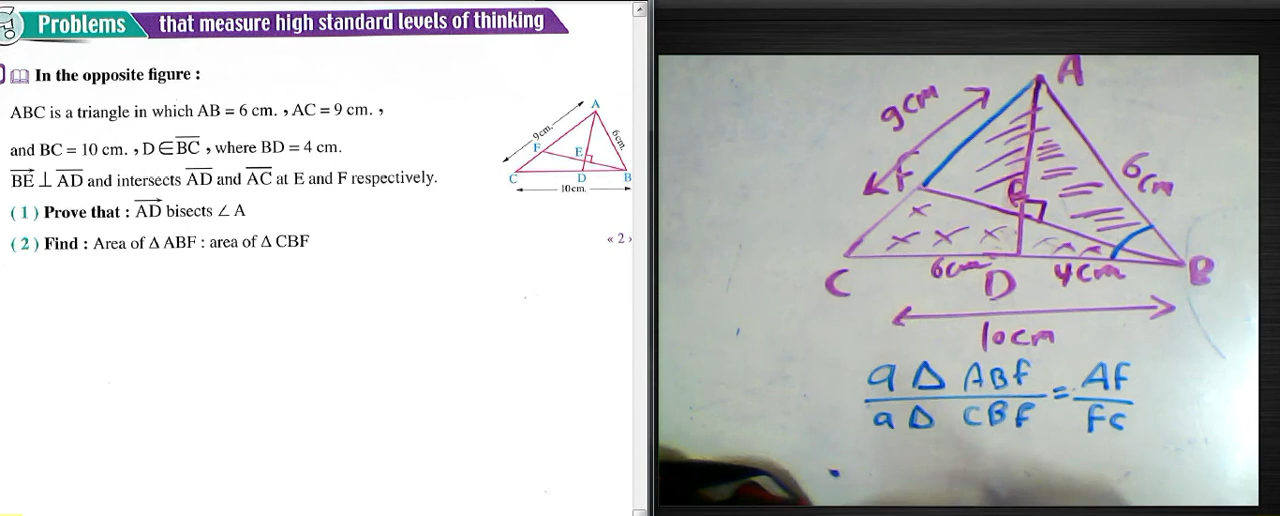 Problems that measure high standard levels of thinking
In the opposite figure :
ABC is a triangle in which AB = 6 cm. , AC = 9 cm. ,
and BC = 10 cm. , D ∈ BC , where BD = 4 cm.
BE ⊥ AD and intersects AD and AC at E and F respectively.
( 1 ) Prove that : AD bisects ∠ A
( 2 ) Find : Area of Δ ABF : area of Δ CBF
« 2 »
A
9cm.
6cm.
F
E
C
D
B
10cm.
A
9cm
F
6cm
e
C
6cm
D
4cm
B
10cm
a Δ ABf = Af
a Δ CBf fc